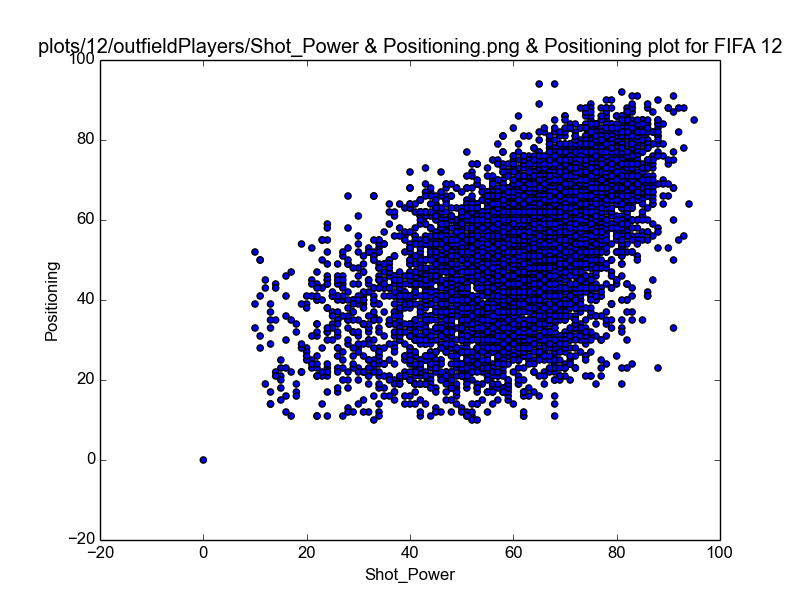 plots/12/outfieldPlayers/Shot_Power & Positioning.png & Positioning plot for FIFA 12
100
80
60
40
20
0
−20
−20 0 20 40 60 80 100
Positioning
Shot_Power